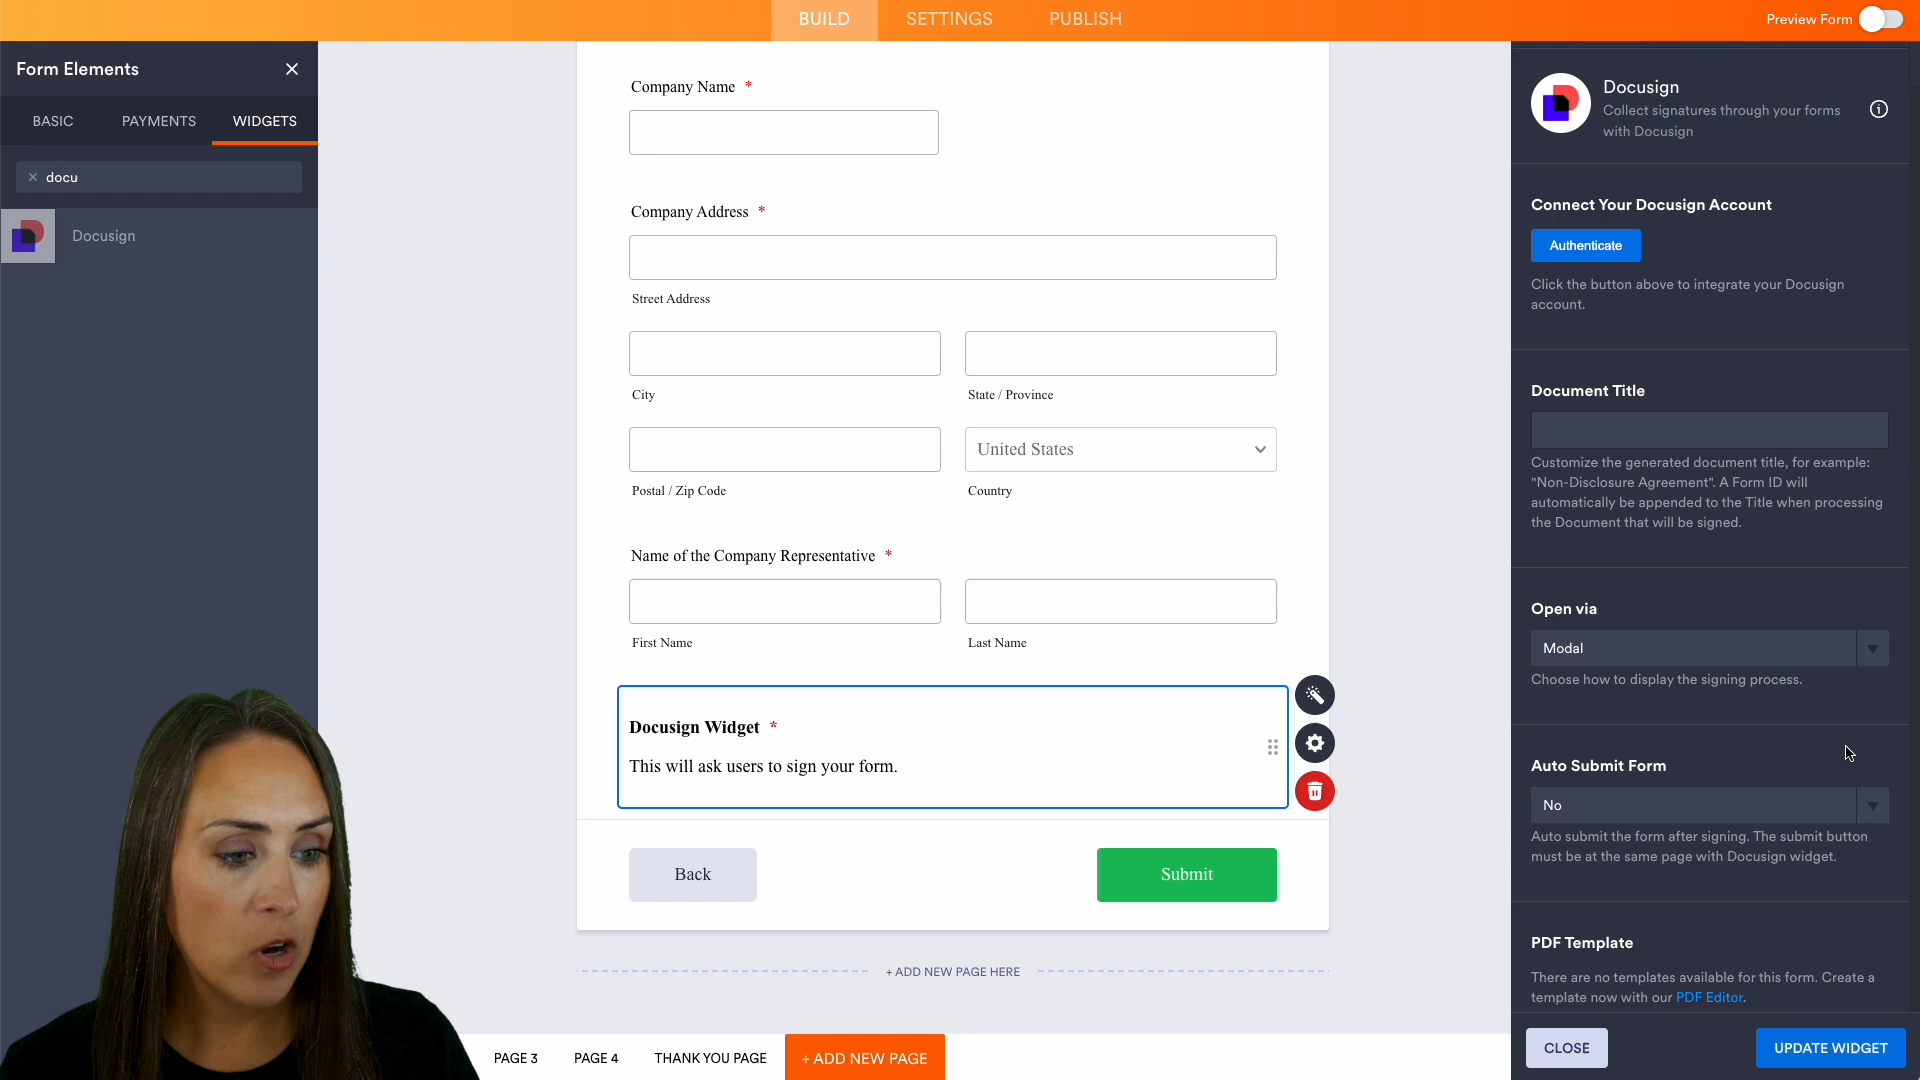 BUILD
SETTINGS
PUBLISH
Preview Form
Form Elements
BASIC
PAYMENTS
WIDGETS
docu
Docusign
Company Name *
Company Address *
Street Address
City
State / Province
Postal / Zip Code
United States
Country
Name of the Company Representative *
First Name
Last Name
Docusign Widget *
This will ask users to sign your form.
Back
Submit
+ ADD NEW PAGE HERE
PAGE 3
PAGE 4
THANK YOU PAGE
+ ADD NEW PAGE
Docusign
Collect signatures through your forms
with Docusign
Connect Your Docusign Account
Authenticate
Click the button above to integrate your Docusign
account.
Document Title
Customize the generated document title, for example:
"Non-Disclosure Agreement". A Form ID will
automatically be appended to the Title when processing
the Document that will be signed.
Open via
Modal
Choose how to display the signing process.
Auto Submit Form
No
Auto submit the form after signing. The submit button
must be at the same page with Docusign widget.
PDF Template
There are no templates available for this form. Create a
template now with our PDF Editor.
CLOSE
UPDATE WIDGET